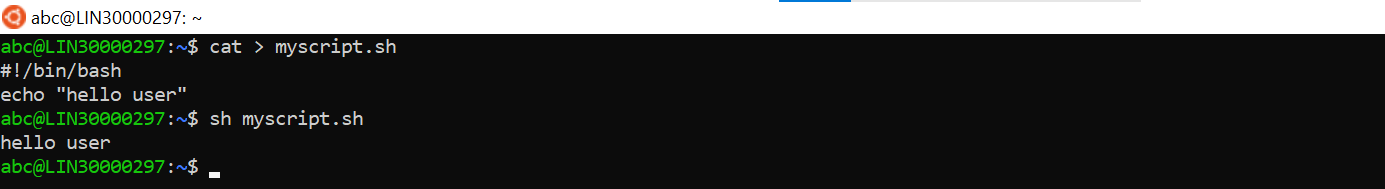 abc@LIN30000297: ~
abc@LIN30000297:~$ cat > myscript.sh
#!/bin/bash
echo "hello user"
abc@LIN30000297:~$ sh myscript.sh
hello user
abc@LIN30000297:~$